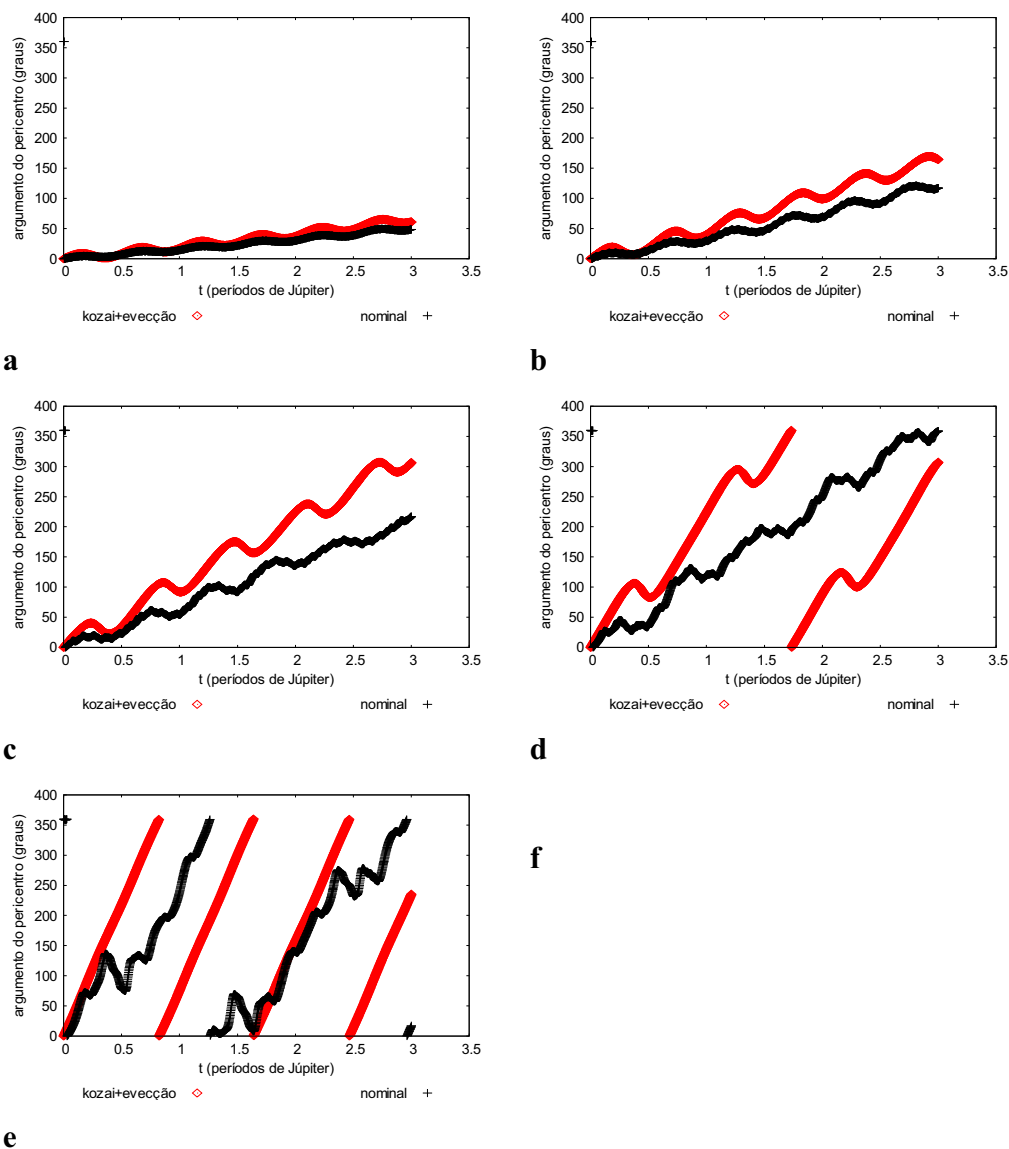 400
350
300
250
200
150
100
50
0
argumento do pericentro (graus)
0 0.5 1 1.5 2 2.5 3 3.5
t (períodos de Júpiter)
kozai+evecção nominal
a
400
350
300
250
200
150
100
50
0
argumento do pericentro (graus)
0 0.5 1 1.5 2 2.5 3 3.5
t (períodos de Júpiter)
kozai+evecção nominal
b
400
350
300
250
200
150
100
50
0
argumento do pericentro (graus)
0 0.5 1 1.5 2 2.5 3 3.5
t (períodos de Júpiter)
kozai+evecção nominal
c
400
350
300
250
200
150
100
50
0
argumento do pericentro (graus)
0 0.5 1 1.5 2 2.5 3 3.5
t (períodos de Júpiter)
kozai+evecção nominal
d
400
350
300
250
200
150
100
50
0
argumento do pericentro (graus)
0 0.5 1 1.5 2 2.5 3 3.5
t (períodos de Júpiter)
kozai+evecção nominal
e
f